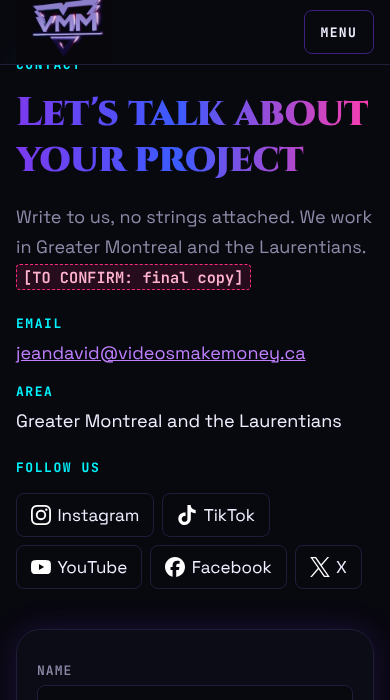 VMM
MENU
CONTACT
LET'S TALK ABOUT
YOUR PROJECT
Write to us, no strings attached. We work
in Greater Montreal and the Laurentians.
[TO CONFIRM: final copy]
EMAIL
jeandavid@videosmakemoney.ca
AREA
Greater Montreal and the Laurentians
FOLLOW US
Instagram
TikTok
YouTube
Facebook
X
NAME